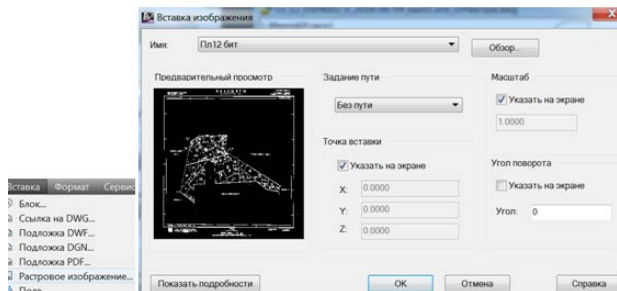 Вставка изображения
Имя:
Пл12 бит
Обзор...
Предварительный просмотр
Задание пути
Без пути
Масштаб
Указать на экране
1.0000
Точка вставки
Указать на экране
X: 0.0000
Y: 0.0000
Z: 0.0000
Угол поворота
Указать на экране
Угол: 0
Показать подробности
OK
Отмена
Справка
Вставка Формат Сервис
Блок...
Ссылка на DWG...
Подложка DWF...
Подложка DGN...
Подложка PDF...
Растровое изображение...